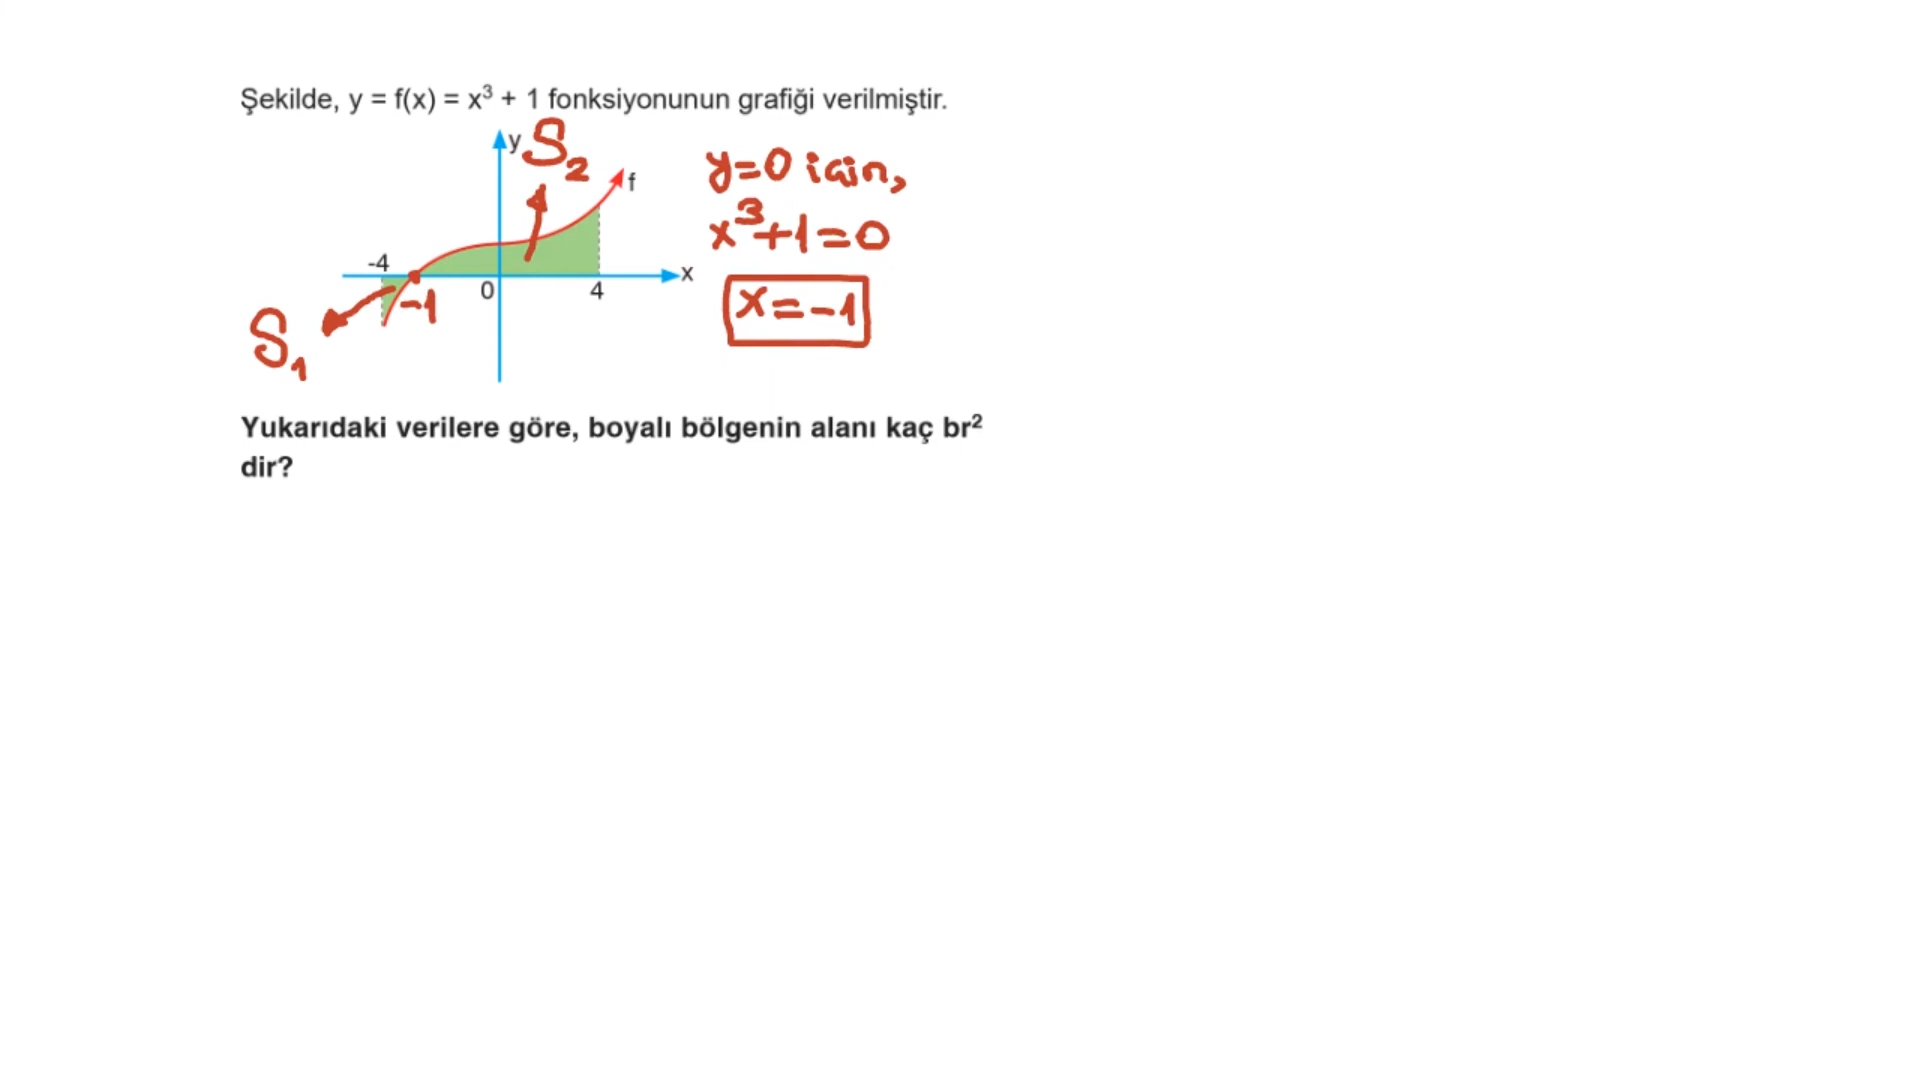 Şekilde, y = f(x) = x³ + 1 fonksiyonunun grafiği verilmiştir.
y
S₂
f
y=0 için,
x³+1=0
-4
x
0
4
-1
x=-1
S₁
Yukarıdaki verilere göre, boyalı bölgenin alanı kaç br²
dir?